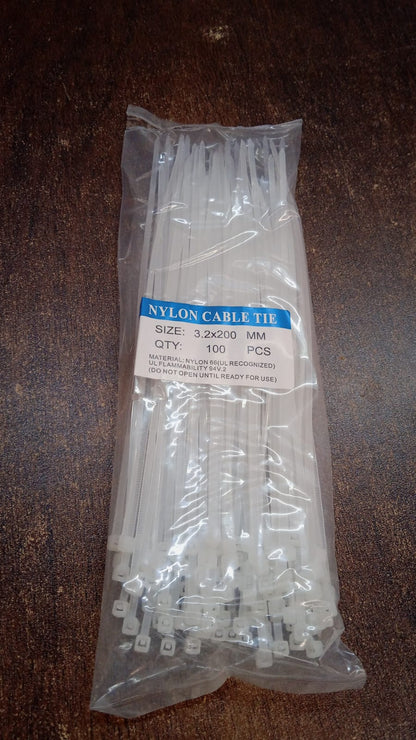 NYLON CABLE TIE
SIZE: 3.2x200 MM
QTY: 100 PCS
MATERIAL: NYLON 66(UL RECOGNIZED)
UL FLAMMABILITY 94V.2
(DO NOT OPEN UNTIL READY FOR USE)